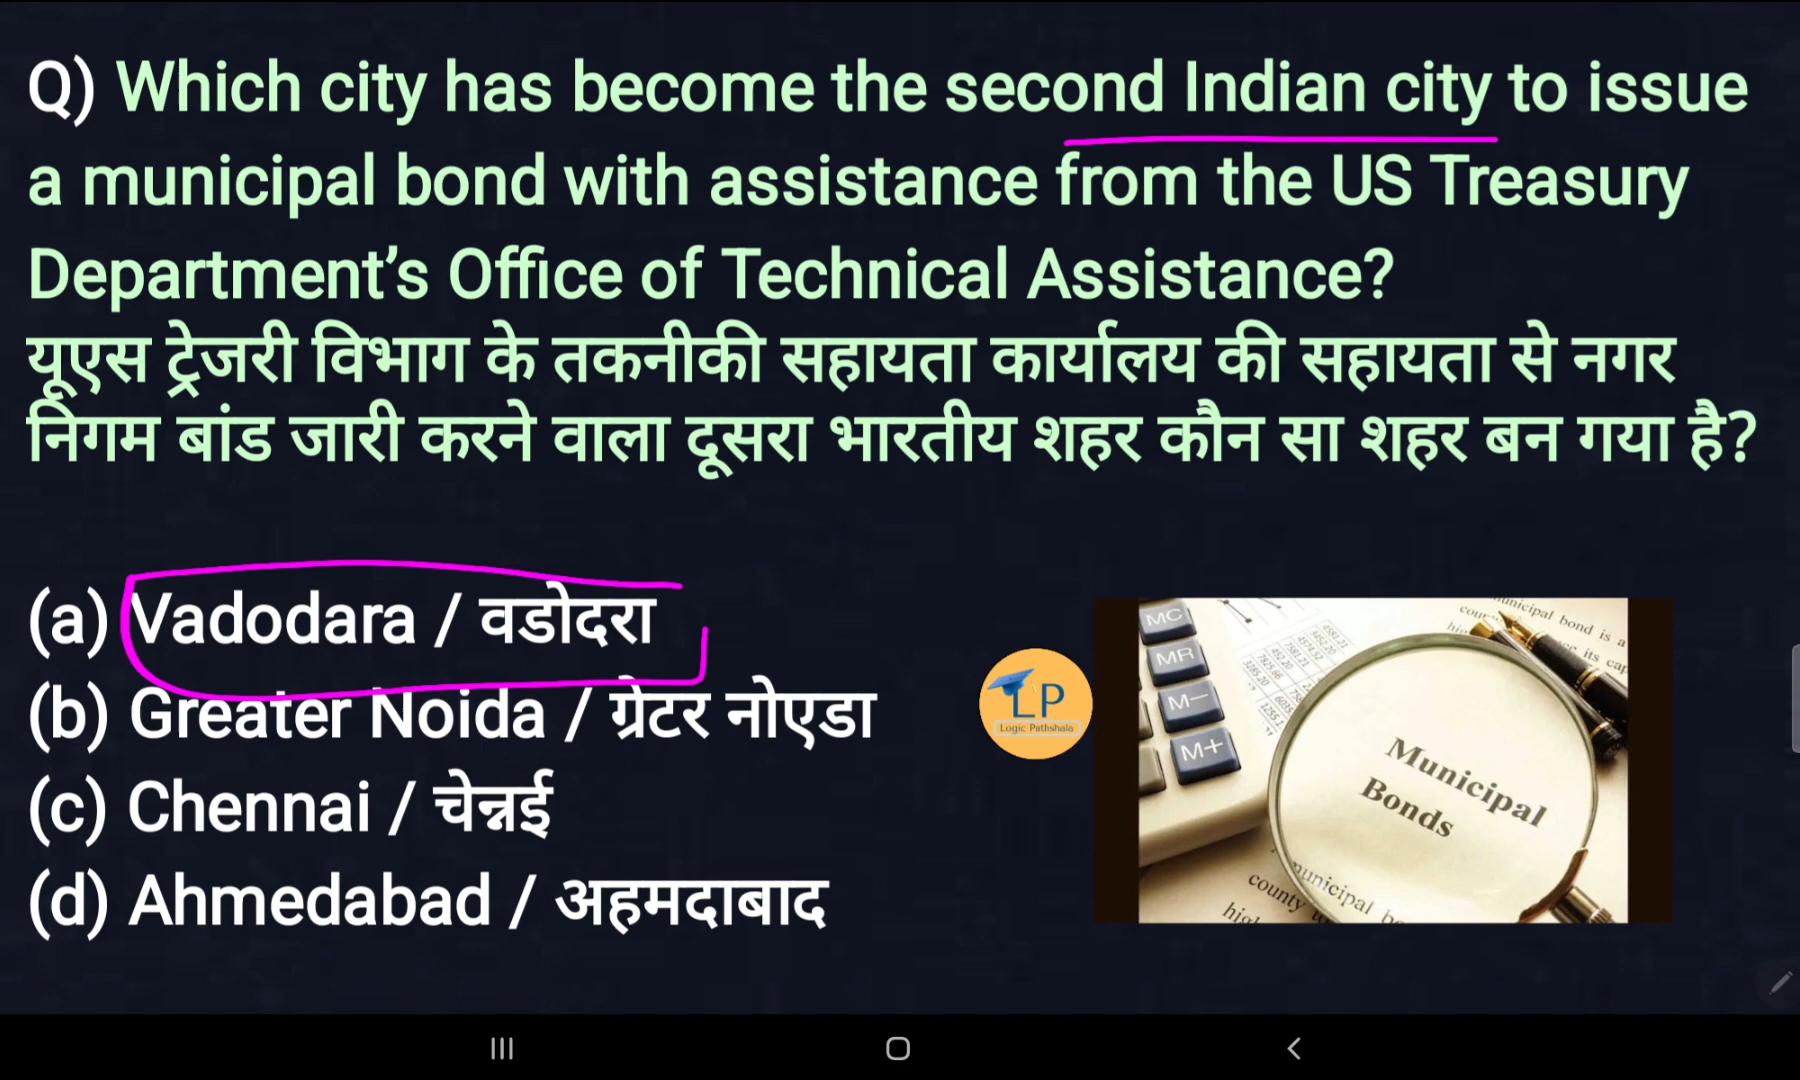 Q) Which city has become the second Indian city to issue
a municipal bond with assistance from the US Treasury
Department’s Office of Technical Assistance?
यूएस ट्रेजरी विभाग के तकनीकी सहायता कार्यालय की सहायता से नगर
निगम बांड जारी करने वाला दूसरा भारतीय शहर कौन सा शहर बन गया है?
(a) Vadodara / वडोदरा
(b) Greater Noida / ग्रेटर नोएडा
(c) Chennai / चेन्नई
(d) Ahmedabad / अहमदाबाद
LP
Logic Pathshala
MC
MR
M−
M+
municipal bond is a
its cap
Municipal
Bonds
municipal
county